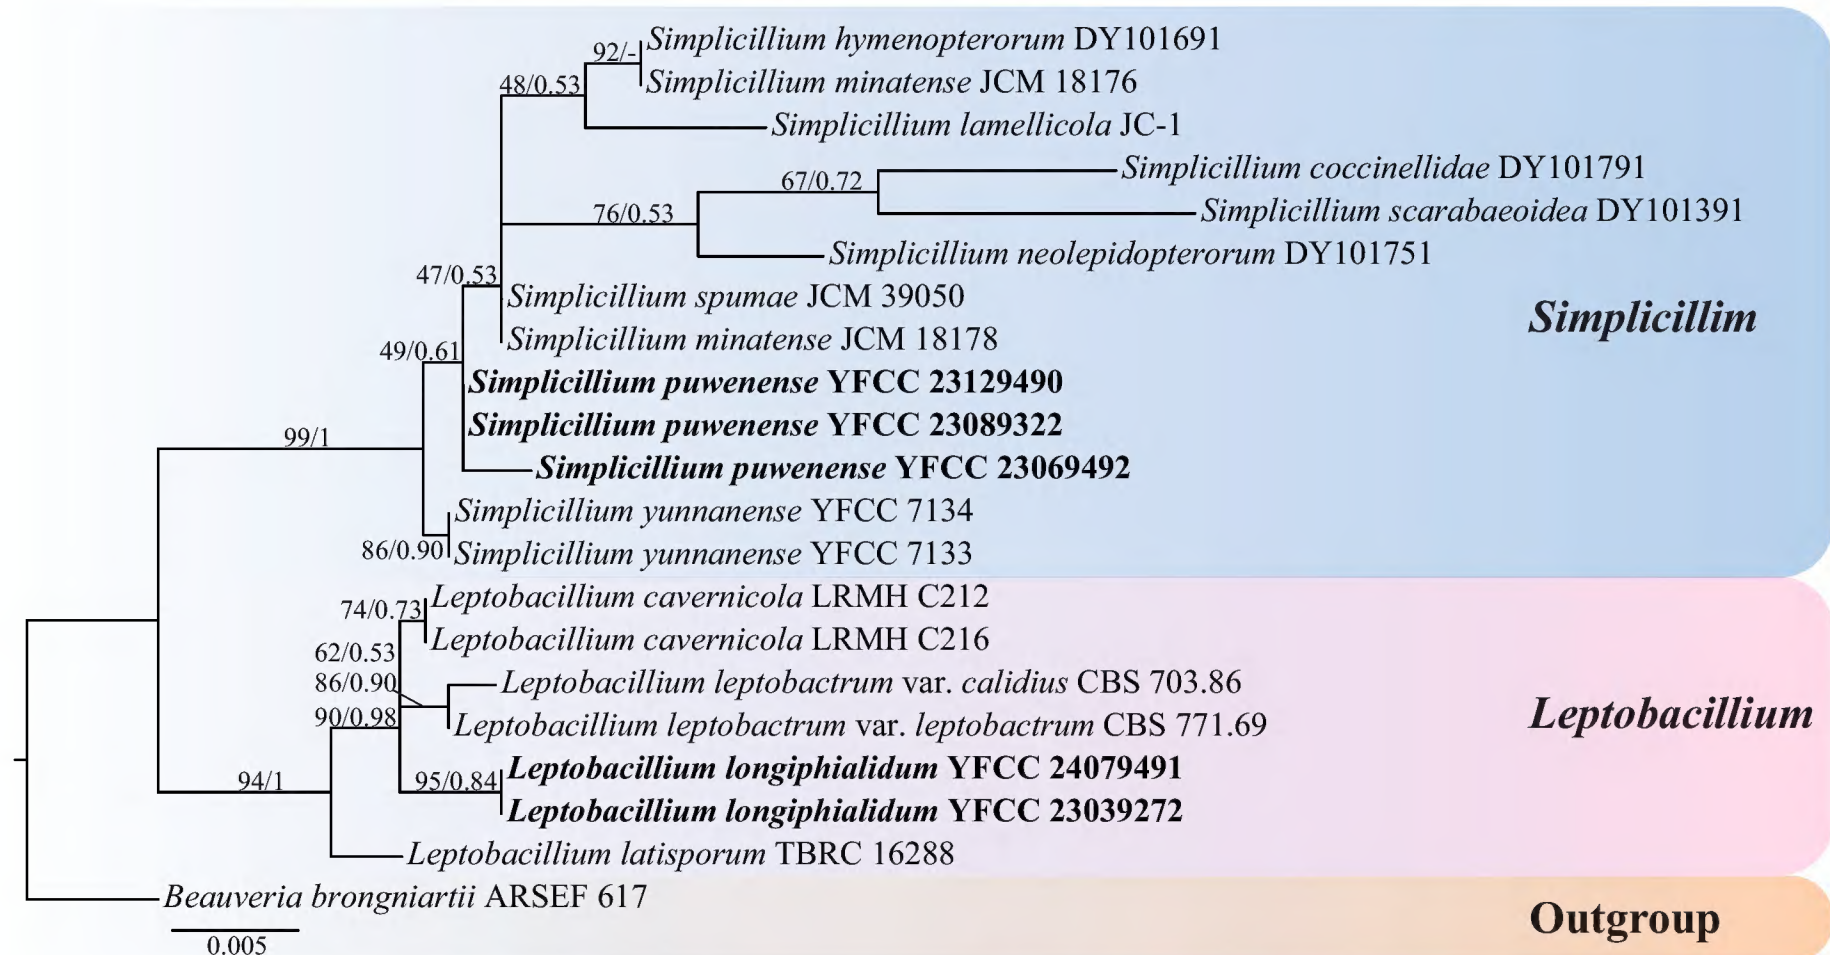 92/-
Simplicillium hymenopterorum DY101691
Simplicillium minatense JCM 18176
48/0.53
Simplicillium lamellicola JC-1
Simplicillium coccinellidae DY101791
67/0.72
Simplicillium scarabaeoidea DY101391
76/0.53
Simplicillium neolepidopterorum DY101751
47/0.53
Simplicillium spumae JCM 39050
Simplicillim
Simplicillium minatense JCM 18178
49/0.61
Simplicillium puwenense YFCC 23129490
Simplicillium puwenense YFCC 23089322
99/1
Simplicillium puwenense YFCC 23069492
Simplicillium yunnanense YFCC 7134
86/0.90
Simplicillium yunnanense YFCC 7133
Leptobacillium cavernicola LRMH C212
74/0.73
Leptobacillium cavernicola LRMH C216
62/0.53
86/0.90
Leptobacillium leptobactrum var. calidius CBS 703.86
90/0.98
Leptobacillium leptobactrum var. leptobactrum CBS 771.69
Leptobacillium
Leptobacillium longiphialidum YFCC 24079491
94/1
95/0.84
Leptobacillium longiphialidum YFCC 23039272
Leptobacillium latisporum TBRC 16288
Beauveria brongniartii ARSEF 617
Outgroup
0.005